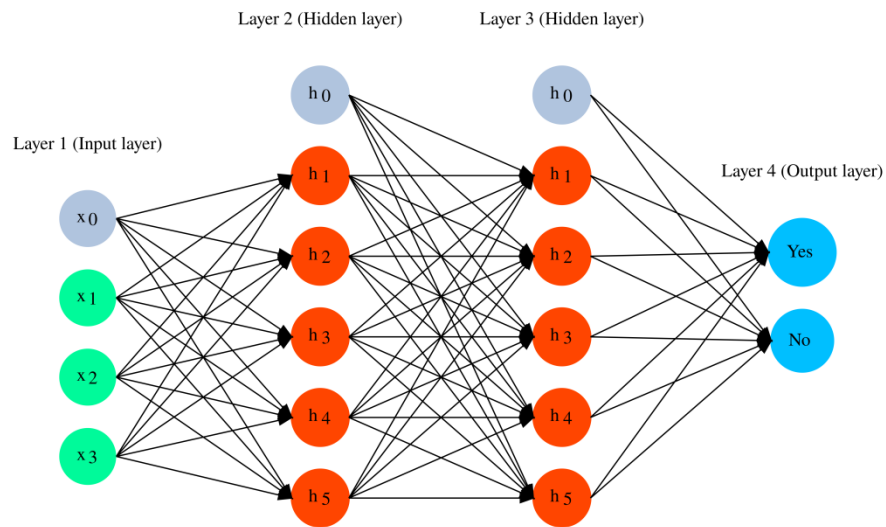 Layer 1 (Input layer)
x 0
x 1
x 2
x 3
Layer 2 (Hidden layer)
h 0
h 1
h 2
h 3
h 4
h 5
Layer 3 (Hidden layer)
h 0
h 1
h 2
h 3
h 4
h 5
Layer 4 (Output layer)
Yes
No